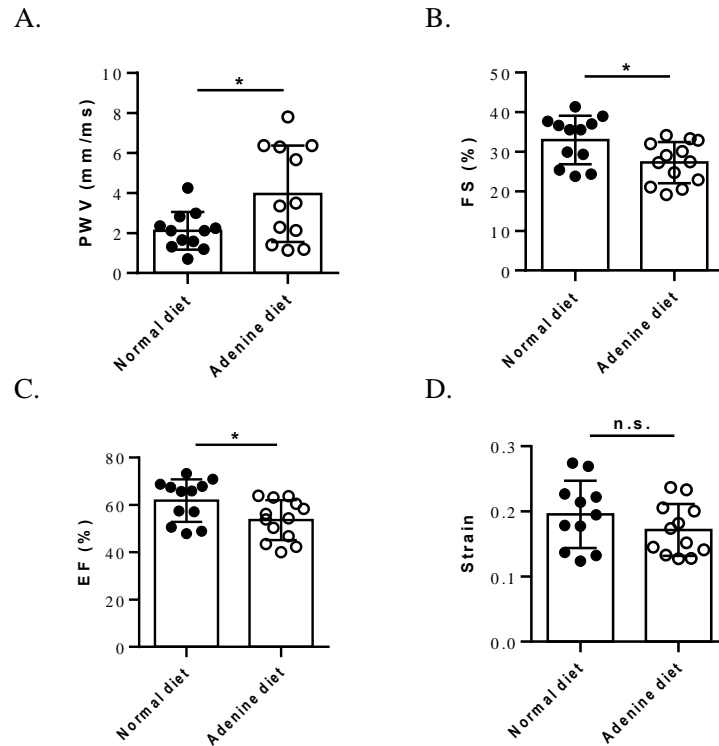 A.
PWV (mm/ms)
10
8
6
4
2
0
*
Normal diet
Adenine diet
B.
FS (%)
50
40
30
20
10
0
*
Normal diet
Adenine diet
C.
EF (%)
80
60
40
20
0
*
Normal diet
Adenine diet
D.
Strain
0.3
0.2
0.1
0.0
n.s.
Normal diet
Adenine diet